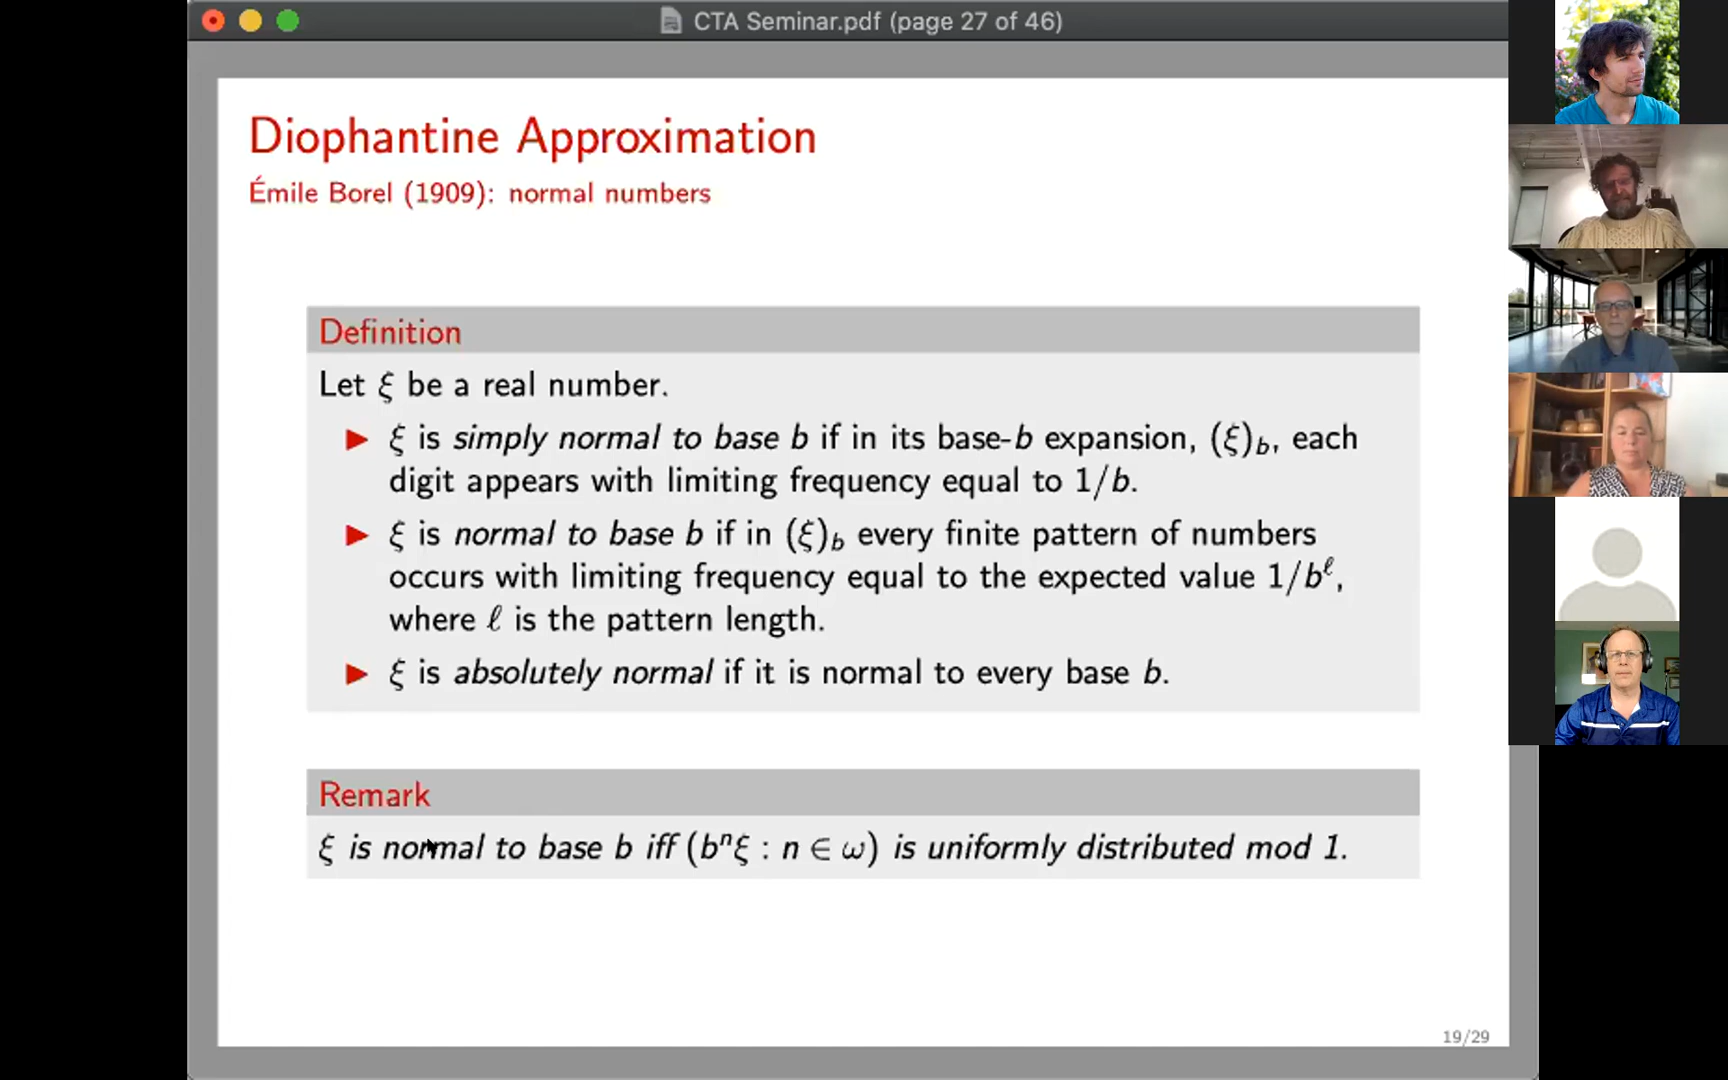 CTA Seminar.pdf (page 27 of 46)
Diophantine Approximation
Émile Borel (1909): normal numbers
Definition
Let ξ be a real number.
▶ ξ is simply normal to base b if in its base-b expansion, (ξ)_b, each
digit appears with limiting frequency equal to 1/b.
▶ ξ is normal to base b if in (ξ)_b every finite pattern of numbers
occurs with limiting frequency equal to the expected value 1/b^ℓ,
where ℓ is the pattern length.
▶ ξ is absolutely normal if it is normal to every base b.
Remark
ξ is normal to base b iff (b^nξ : n ∈ ω) is uniformly distributed mod 1.
19/29